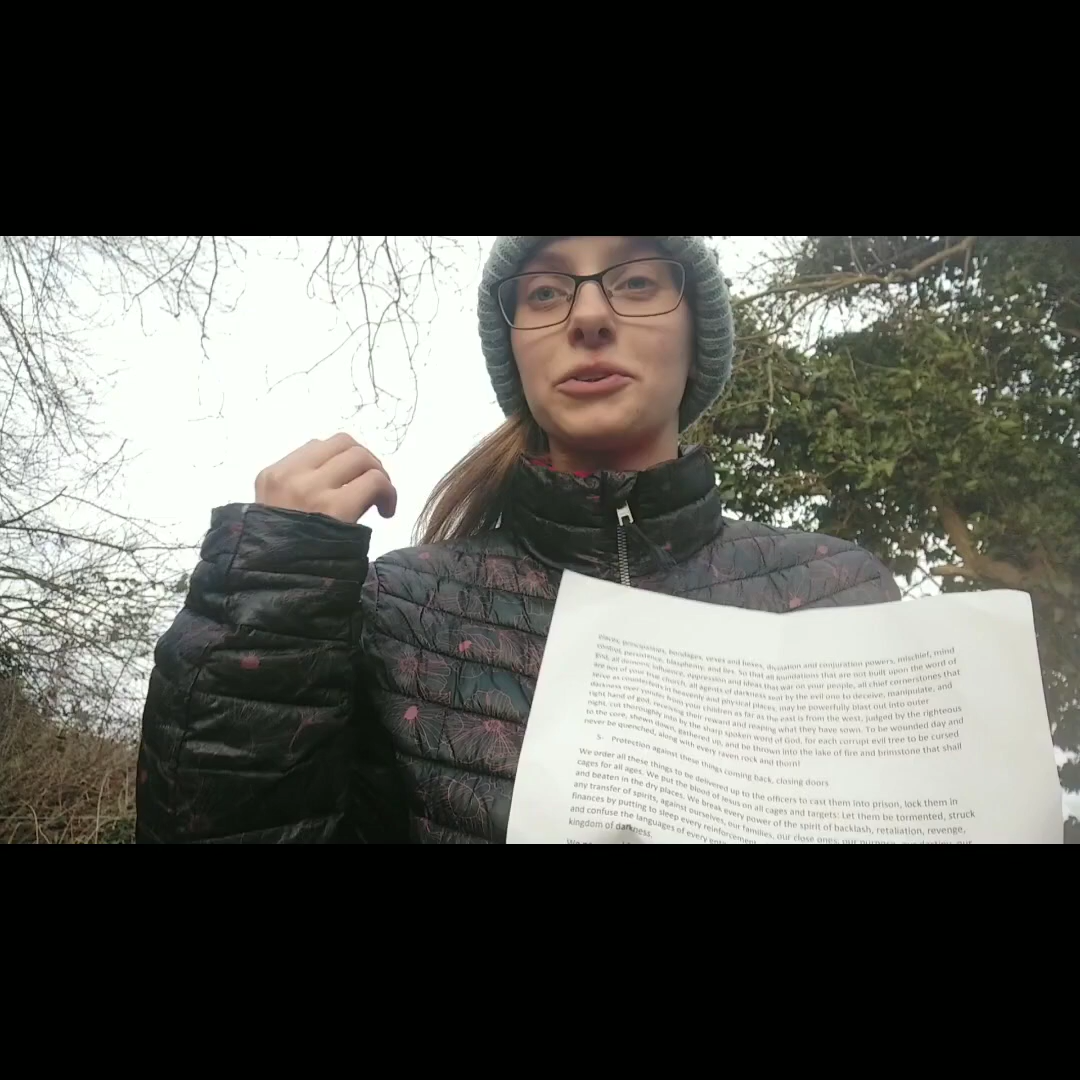 places, principalities, bondages, vexes and hexes, divination and conjuration powers, mischief, mind
control, persistence, blasphemy, and lies. So that all foundations that are not built upon the word of
God, all demonic influence, oppression and ideas that war on your people, all chief cornerstones that
are not of your true church, all agents of darkness sent by the evil one to deceive, manipulate, and
serve as counterfeits in heavenly and physical places, may be powerfully blast out into outer
darkness over yonder from your children as far as the east is from the west, judged by the righteous
right hand of god, receiving their reward and reaping what they have sown. To be wounded day and
night, cut thoroughly into by the sharp spoken word of God, for each corrupt evil tree to be cursed
to the core, shewn down, gathered up, and be thrown into the lake of fire and brimstone that shall
never be quenched, along with every raven rock and thorn!
5- Protection against these things coming back, closing doors
We order all these things to be delivered up to the officers to cast them into prison, lock them in
cages for all ages. We put the blood of Jesus on all cages and targets: Let them be tormented, struck
and beaten in the dry places. We break every power of the spirit of backlash, retaliation, revenge,
any transfer of spirits, against ourselves, our families, our close ones, our purpose, our destiny, our
finances by putting to sleep every reinforcement
and confuse the languages of every
kingdom of darkness.